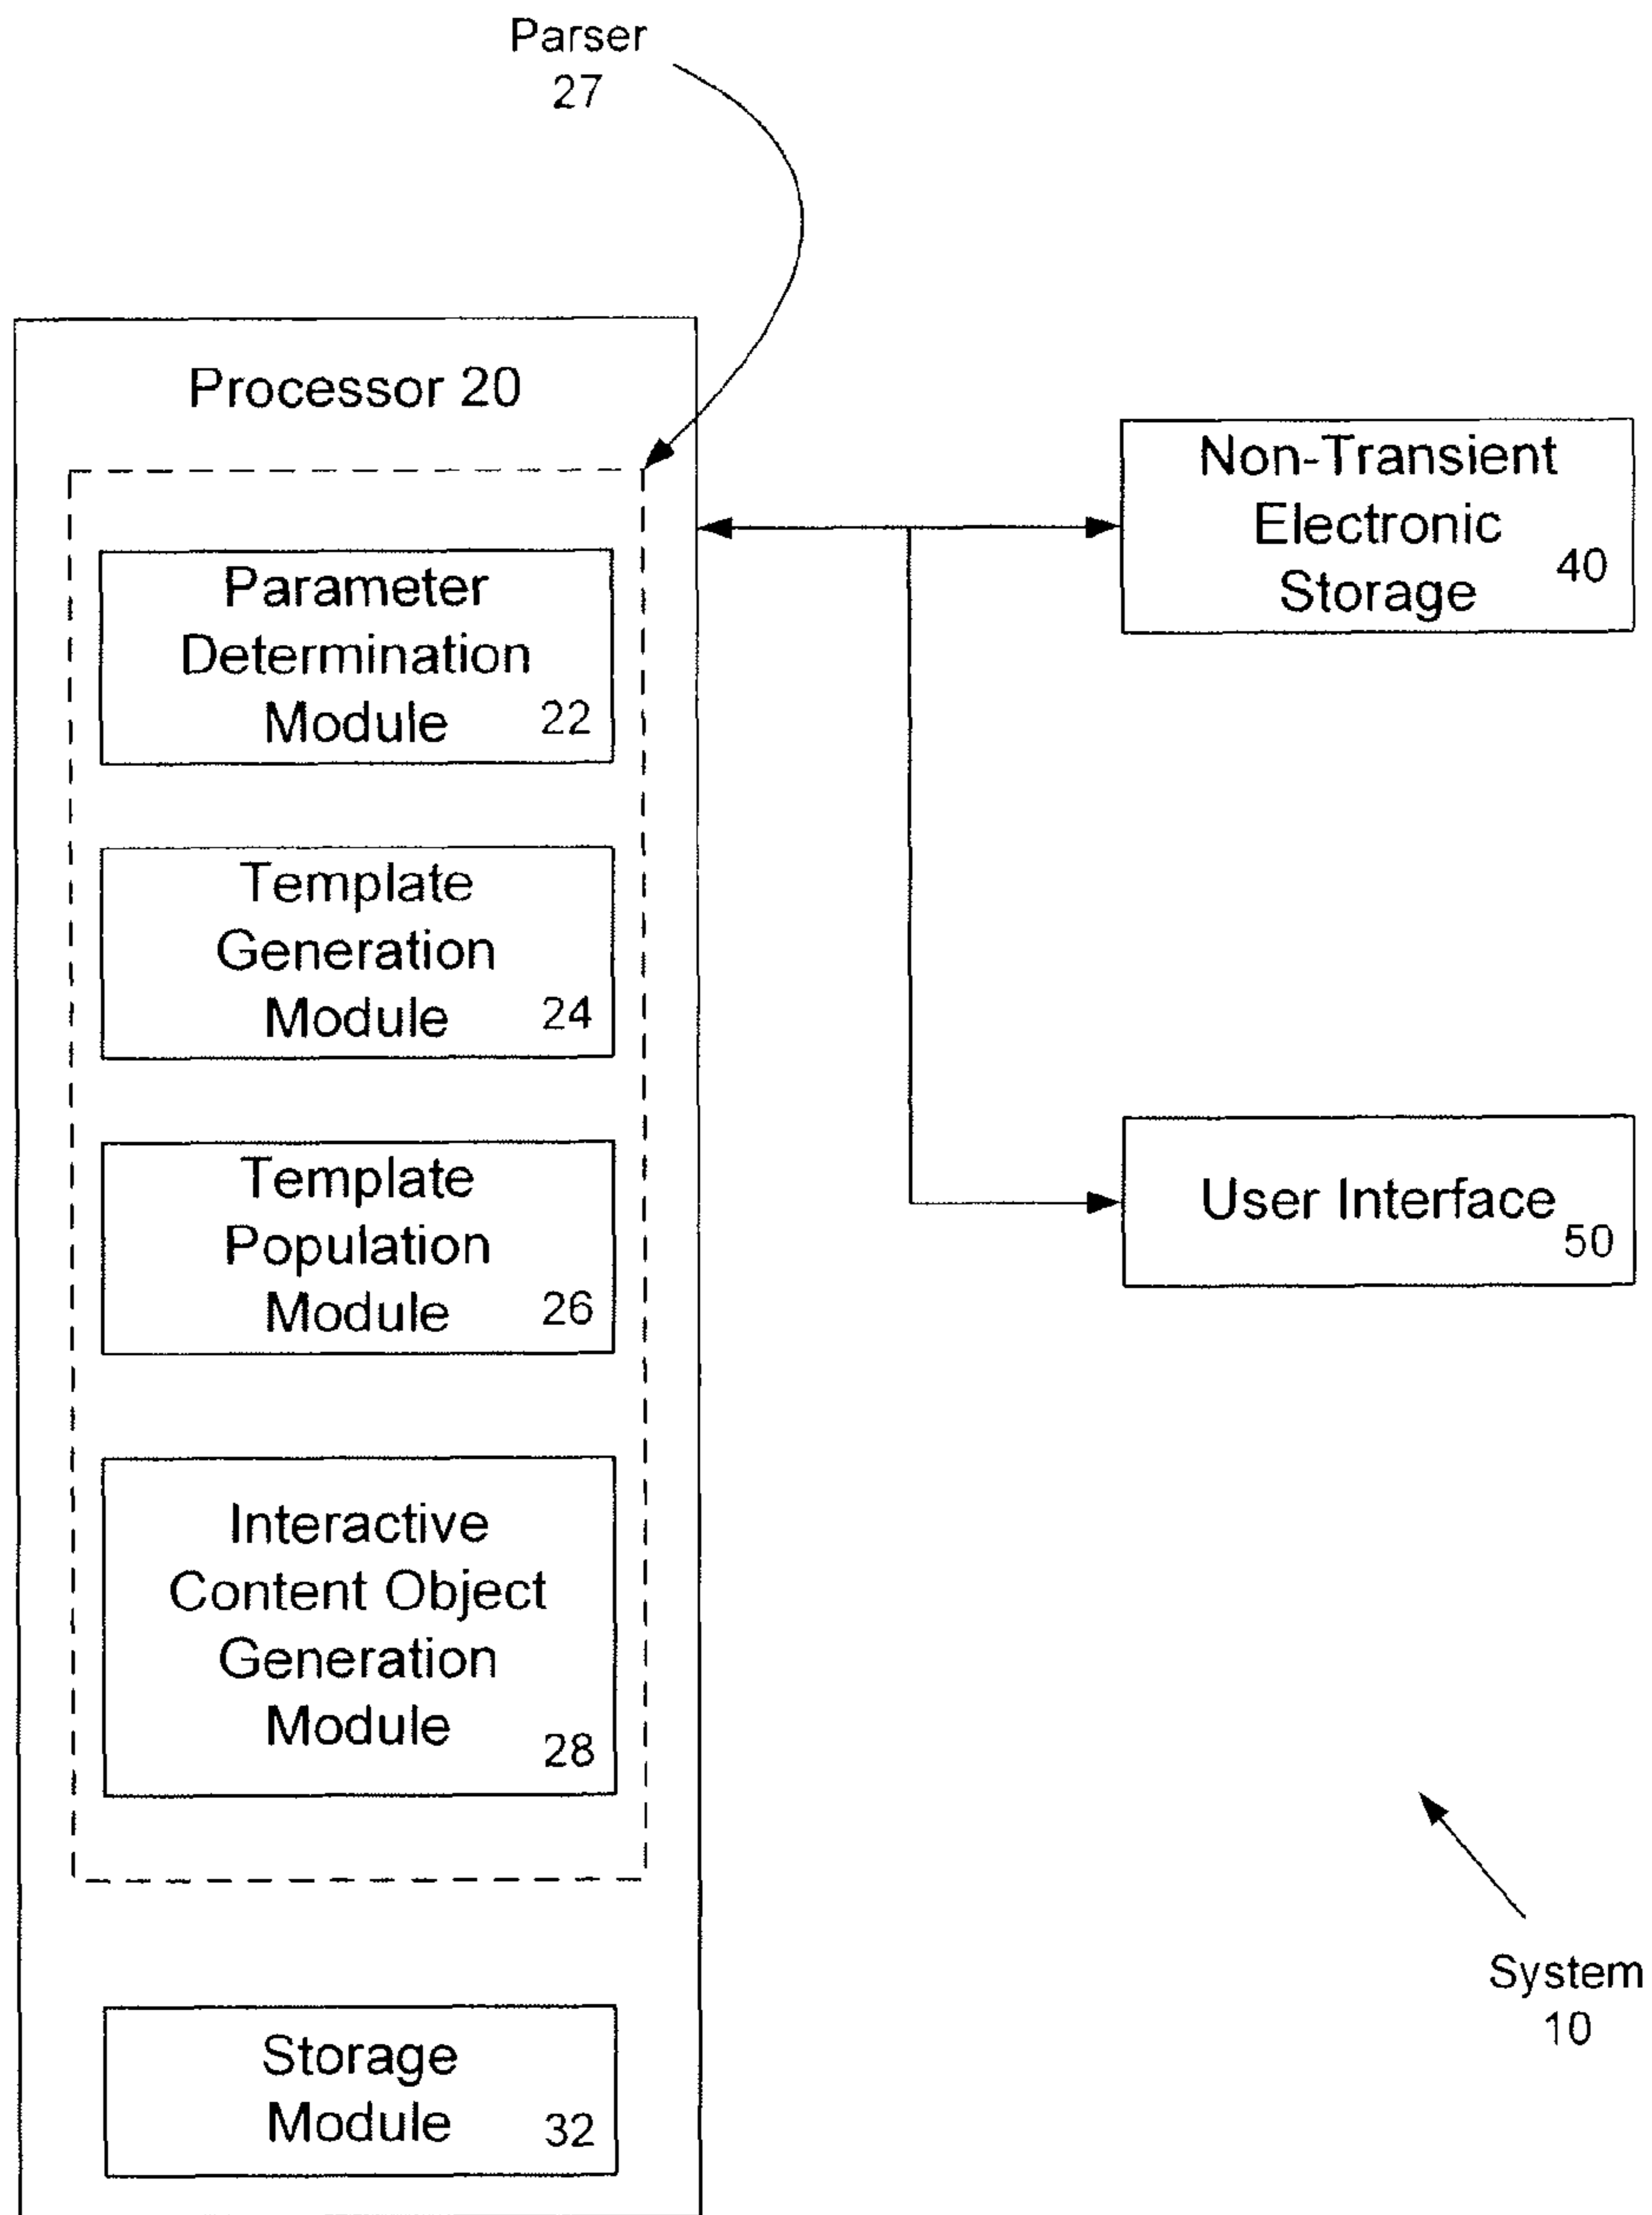 Parser
27
Processor 20
Parameter
Determination
Module 22
Template
Generation
Module 24
Template
Population
Module 26
Interactive
Content Object
Generation
Module 28
Storage
Module 32
Non-Transient
Electronic
Storage 40
User Interface 50
System
10